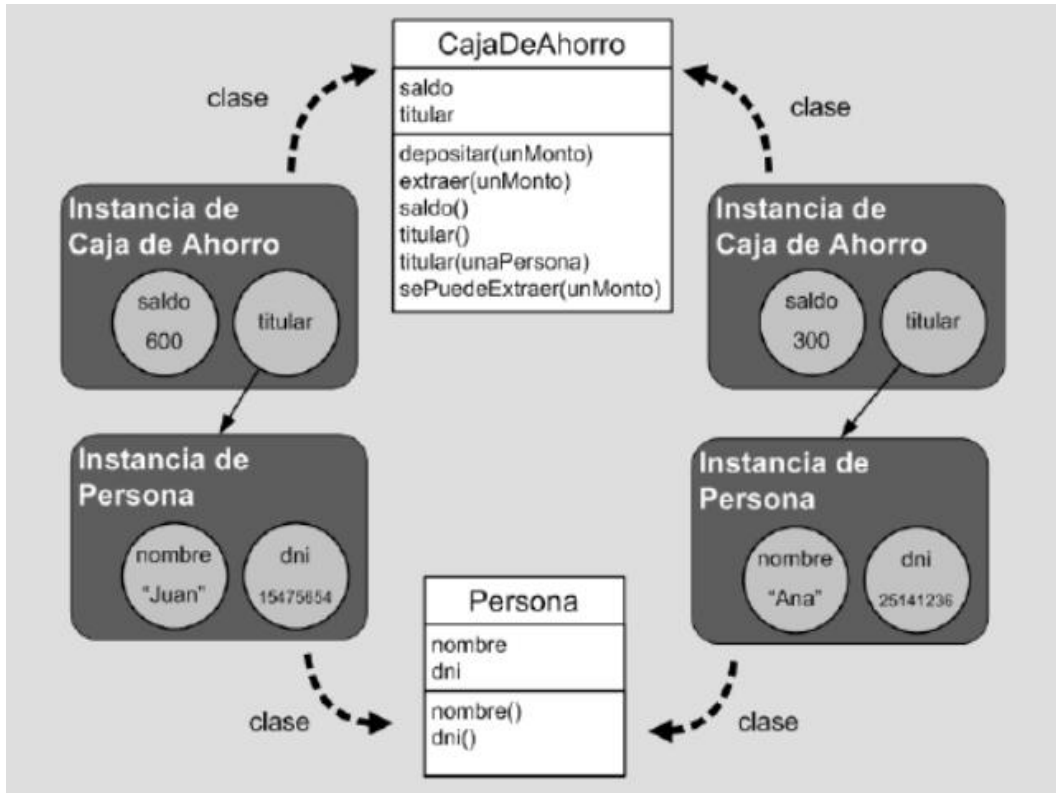 CajaDeAhorro
saldo
titular
depositar(unMonto)
extraer(unMonto)
saldo()
titular()
titular(unaPersona)
sePuedeExtraer(unMonto)
clase
clase
Instancia de
Caja de Ahorro
saldo
600
titular
Instancia de
Caja de Ahorro
saldo
300
titular
Instancia de
Persona
nombre
"Juan"
dni
15475654
Instancia de
Persona
nombre
"Ana"
dni
25141236
Persona
nombre
dni
nombre()
dni()
clase
clase